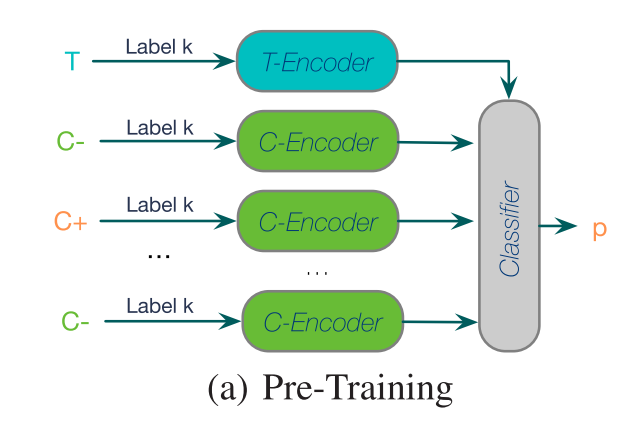 T Label k T-Encoder
C- Label k C-Encoder
C+ Label k C-Encoder
... ...
C- Label k C-Encoder
Classifier
p
(a) Pre-Training